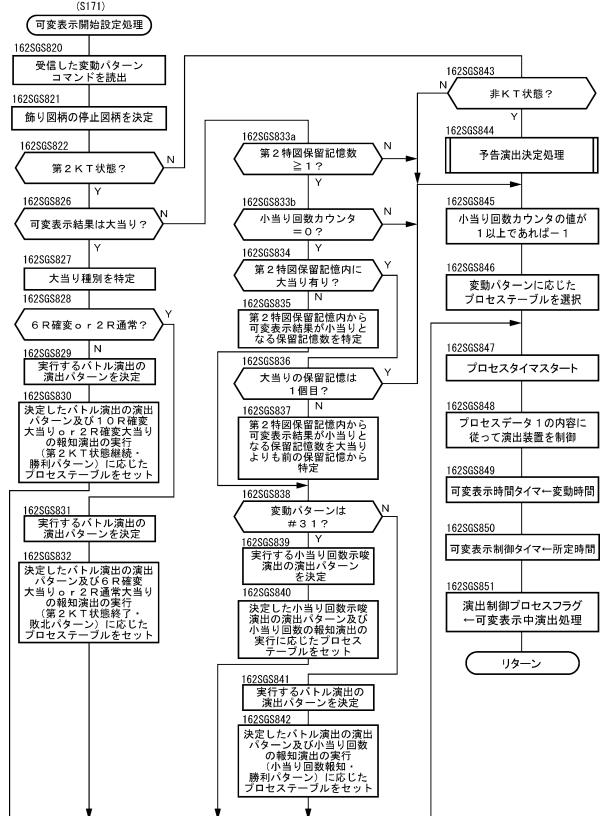 (S171)
可変表示開始設定処理
162SGS820
受信した変動パターン
コマンドを読出
162SGS821
飾り図柄の停止図柄を決定
162SGS822
第2KT状態?
N
Y
162SGS826
可変表示結果は大当り?
N
Y
162SGS827
大当り種別を特定
162SGS828
6R確変or2R通常?
Y
N
162SGS829
実行するバトル演出の
演出パターンを決定
162SGS830
決定したバトル演出の演出
パターン及び10R確変
大当りor2R確変大当り
の報知演出の実行
(第2KT状態継続・
勝利パターン)に応じた
プロセステーブルをセット
162SGS831
実行するバトル演出の
演出パターンを決定
162SGS832
決定したバトル演出の演出
パターン及び6R確変
大当りor2R通常大当り
の報知演出の実行
(第2KT状態終了・
敗北パターン)に応じた
プロセステーブルをセット
162SGS833a
第2特図保留記憶数
≧1?
N
Y
162SGS833b
小当り回数カウンタ
=0?
N
Y
162SGS834
第2特図保留記憶内に
大当り有り?
Y
N
162SGS835
第2特図保留記憶内から
可変表示結果が小当りと
なる保留記憶数を特定
162SGS836
大当りの保留記憶は
1個目?
Y
N
162SGS837
第2特図保留記憶内から
可変表示結果が小当りと
なる保留記憶数を大当り
よりも前の保留記憶から
特定
162SGS838
変動パターンは
#31?
N
Y
162SGS839
実行する小当り回数示唆
演出の演出パターン
を決定
162SGS840
決定した小当り回数示唆
演出の演出パターン及び
小当り回数の報知演出の
実行に応じたプロセス
テーブルをセット
162SGS841
実行するバトル演出の
演出パターンを決定
162SGS842
決定したバトル演出の演出
パターン及び小当り回数
の報知演出の実行
(小当り回数報知・
勝利パターン)に応じた
プロセステーブルをセット
162SGS843
非KT状態?
N
Y
162SGS844
予告演出決定処理
162SGS845
小当り回数カウンタの値が
1以上であれば-1
162SGS846
変動パターンに応じた
プロセステーブルを選択
162SGS847
プロセスタイマスタート
162SGS848
プロセスデータ1の内容に
従って演出装置を制御
162SGS849
可変表示時間タイマ←変動時間
162SGS850
可変表示制御タイマ←所定時間
162SGS851
演出制御プロセスフラグ
←可変表示中演出処理
リターン